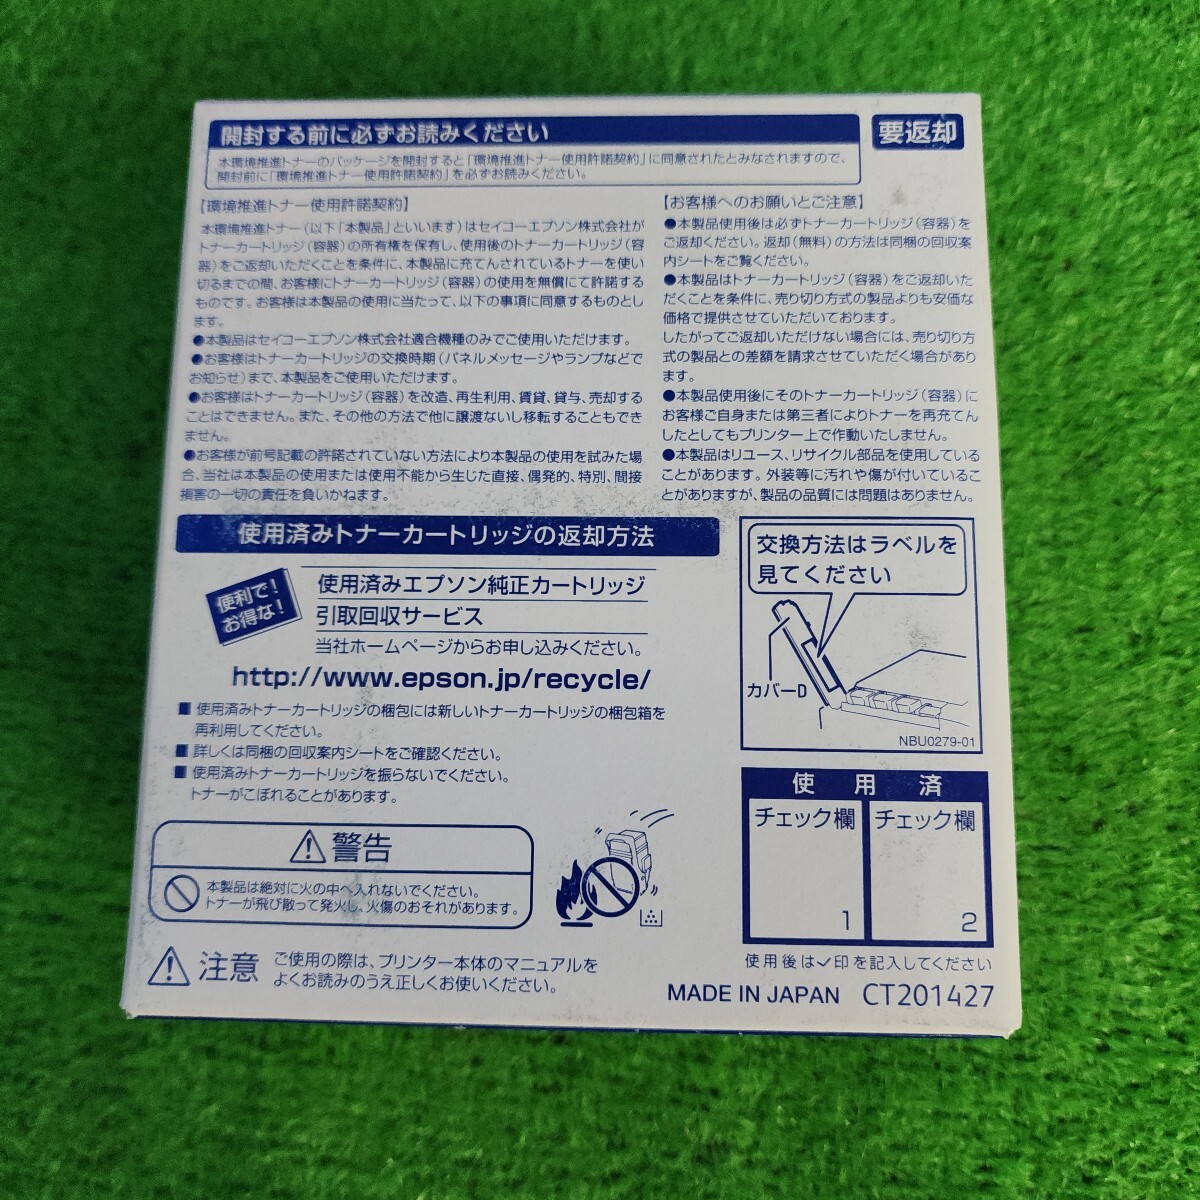 開封する前に必ずお読みください
要返却
本環境推進トナーのパッケージを開封すると「環境推進トナー使用許諾契約」に同意されたとみなされますので、
開封前に「環境推進トナー使用許諾契約」を必ずお読みください。
【環境推進トナー使用許諾契約】
本環境推進トナー(以下「本製品」といいます)はセイコーエプソン株式会社が
トナーカートリッジ(容器)の所有権を保有し、使用後のトナーカートリッジ(容
器)をご返却いただくことを条件に、本製品に充てんされているトナーを使い
切るまでの間、お客様にトナーカートリッジ(容器)の使用を無償にて許諾する
ものです。お客様は本製品の使用に当たって、以下の事項に同意するものとし
ます。
●本製品はセイコーエプソン株式会社適合機種のみでご使用いただけます。
●お客様はトナーカートリッジの交換時期(パネルメッセージやランプなどで
お知らせ)まで、本製品をご使用いただけます。
●お客様はトナーカートリッジ(容器)を改造、再生利用、賃貸、貸与、売却する
ことはできません。また、その他の方法で他に譲渡ないし移転することもでき
ません。
●お客様が前号記載の許諾されていない方法により本製品の使用を試みた場
合、当社は本製品の使用または使用不能から生じた直接、偶発的、特別、間接
損害の一切の責任を負いかねます。
【お客様へのお願いとご注意】
●本製品使用後は必ずトナーカートリッジ(容器)を
ご返却ください。返却(無料)の方法は同梱の回収案
内シートをご覧ください。
●本製品はトナーカートリッジ(容器)をご返却いた
だくことを条件に、売り切り方式の製品よりも安価な
価格で提供させていただいております。
したがってご返却いただけない場合には、売り切り方
式の製品との差額を請求させていただく場合があり
ます。
●本製品使用後にそのトナーカートリッジ(容器)に
お客様ご自身または第三者によりトナーを再充てん
したとしてもプリンター上で作動いたしません。
●本製品はリユース、リサイクル部品を使用している
ことがあります。外装等に汚れや傷が付いているこ
とがありますが、製品の品質には問題はありません。
使用済みトナーカートリッジの返却方法
便利で!
お得な!
使用済みエプソン純正カートリッジ
引取回収サービス
当社ホームページからお申し込みください。
http://www.epson.jp/recycle/
■ 使用済みトナーカートリッジの梱包には新しいトナーカートリッジの梱包箱を
再利用してください。
■ 詳しくは同梱の回収案内シートをご確認ください。
■ 使用済みトナーカートリッジを振らないでください。
トナーがこぼれることがあります。
交換方法はラベルを
見てください
カバーD
NBU0279-01
使用済
チェック欄
チェック欄
1
2
使用後は✓印を記入してください
警告
本製品は絶対に火の中へ入れないでください。
トナーが飛び散って発火し、火傷のおそれがあります。
注意
ご使用の際は、プリンター本体のマニュアルを
よくお読みのうえ正しくお使いください。
MADE IN JAPAN CT201427